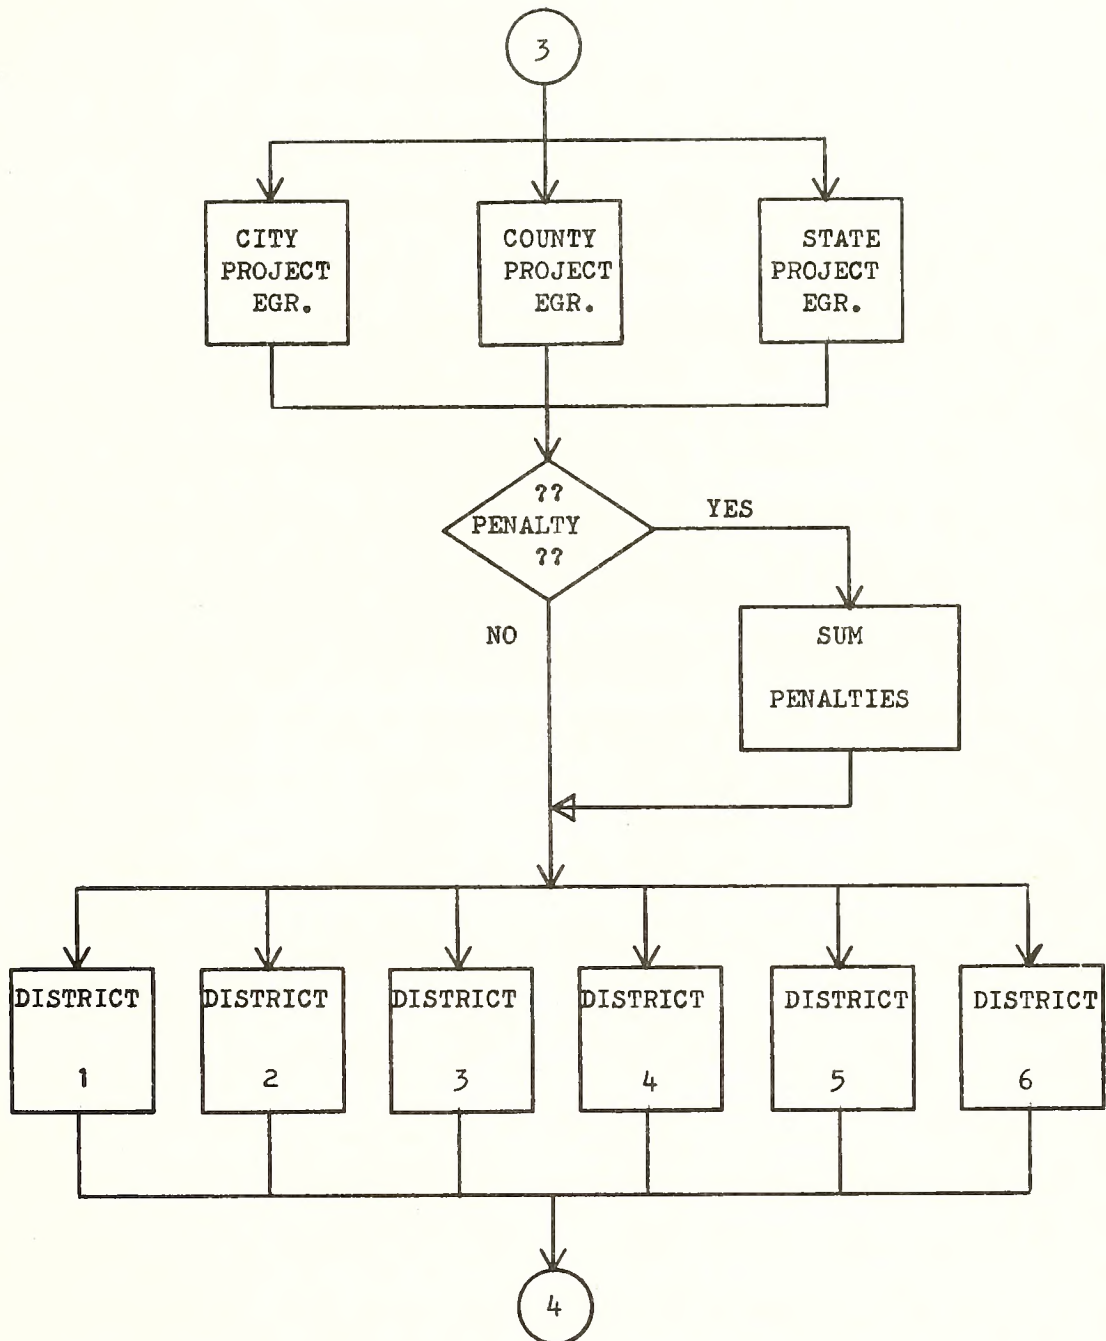 3
CITY
PROJECT
EGR.
COUNTY
PROJECT
EGR.
STATE
PROJECT
EGR.
??
PENALTY
??
YES
NO
SUM
PENALTIES
DISTRICT
1
DISTRICT
2
DISTRICT
3
DISTRICT
4
DISTRICT
5
DISTRICT
6
4